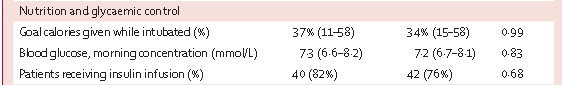 Nutrition and glycaemic control
Goal calories given while intubated (%) 37% (11–58) 34% (15–58) 0·99
Blood glucose, morning concentration (mmol/L) 7·3 (6·6–8·2) 7·2 (6·7–8·1) 0·83
Patients receiving insulin infusion (%) 40 (82%) 42 (76%) 0·68